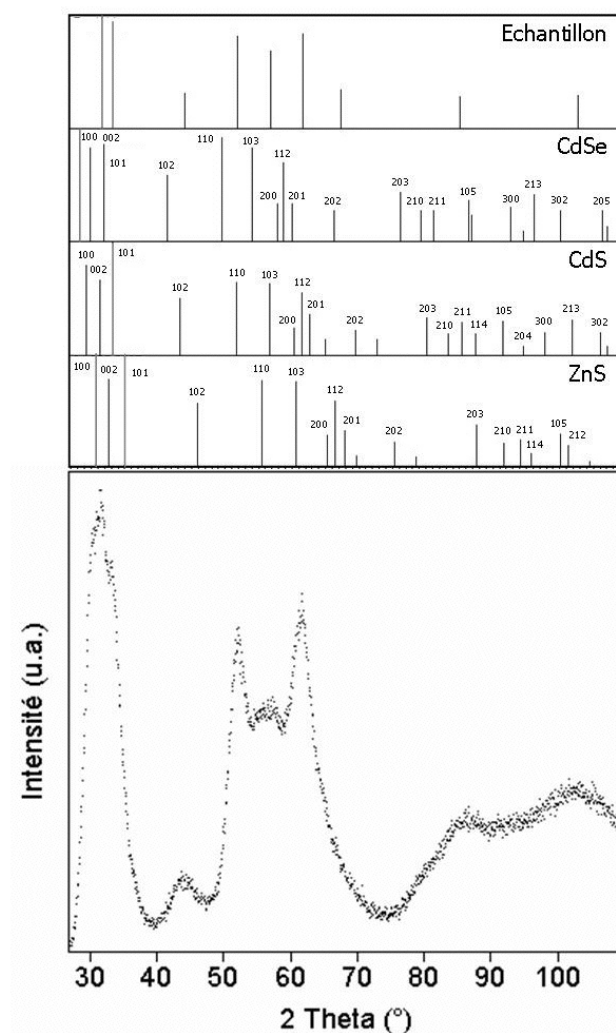 Echantillon
CdSe
100 002 101 102 110 103 200 112 201 202 203 210 211 105 300 213 302 205
CdS
100 002 101 102 110 103 200 112 201 202 203 210 211 114 105 204 300 213 302
ZnS
100 002 101 102 110 103 200 112 201 202 203 210 211 114 105 212
Intensité (u.a.)
30 40 50 60 70 80 90 100
2 Theta (°)